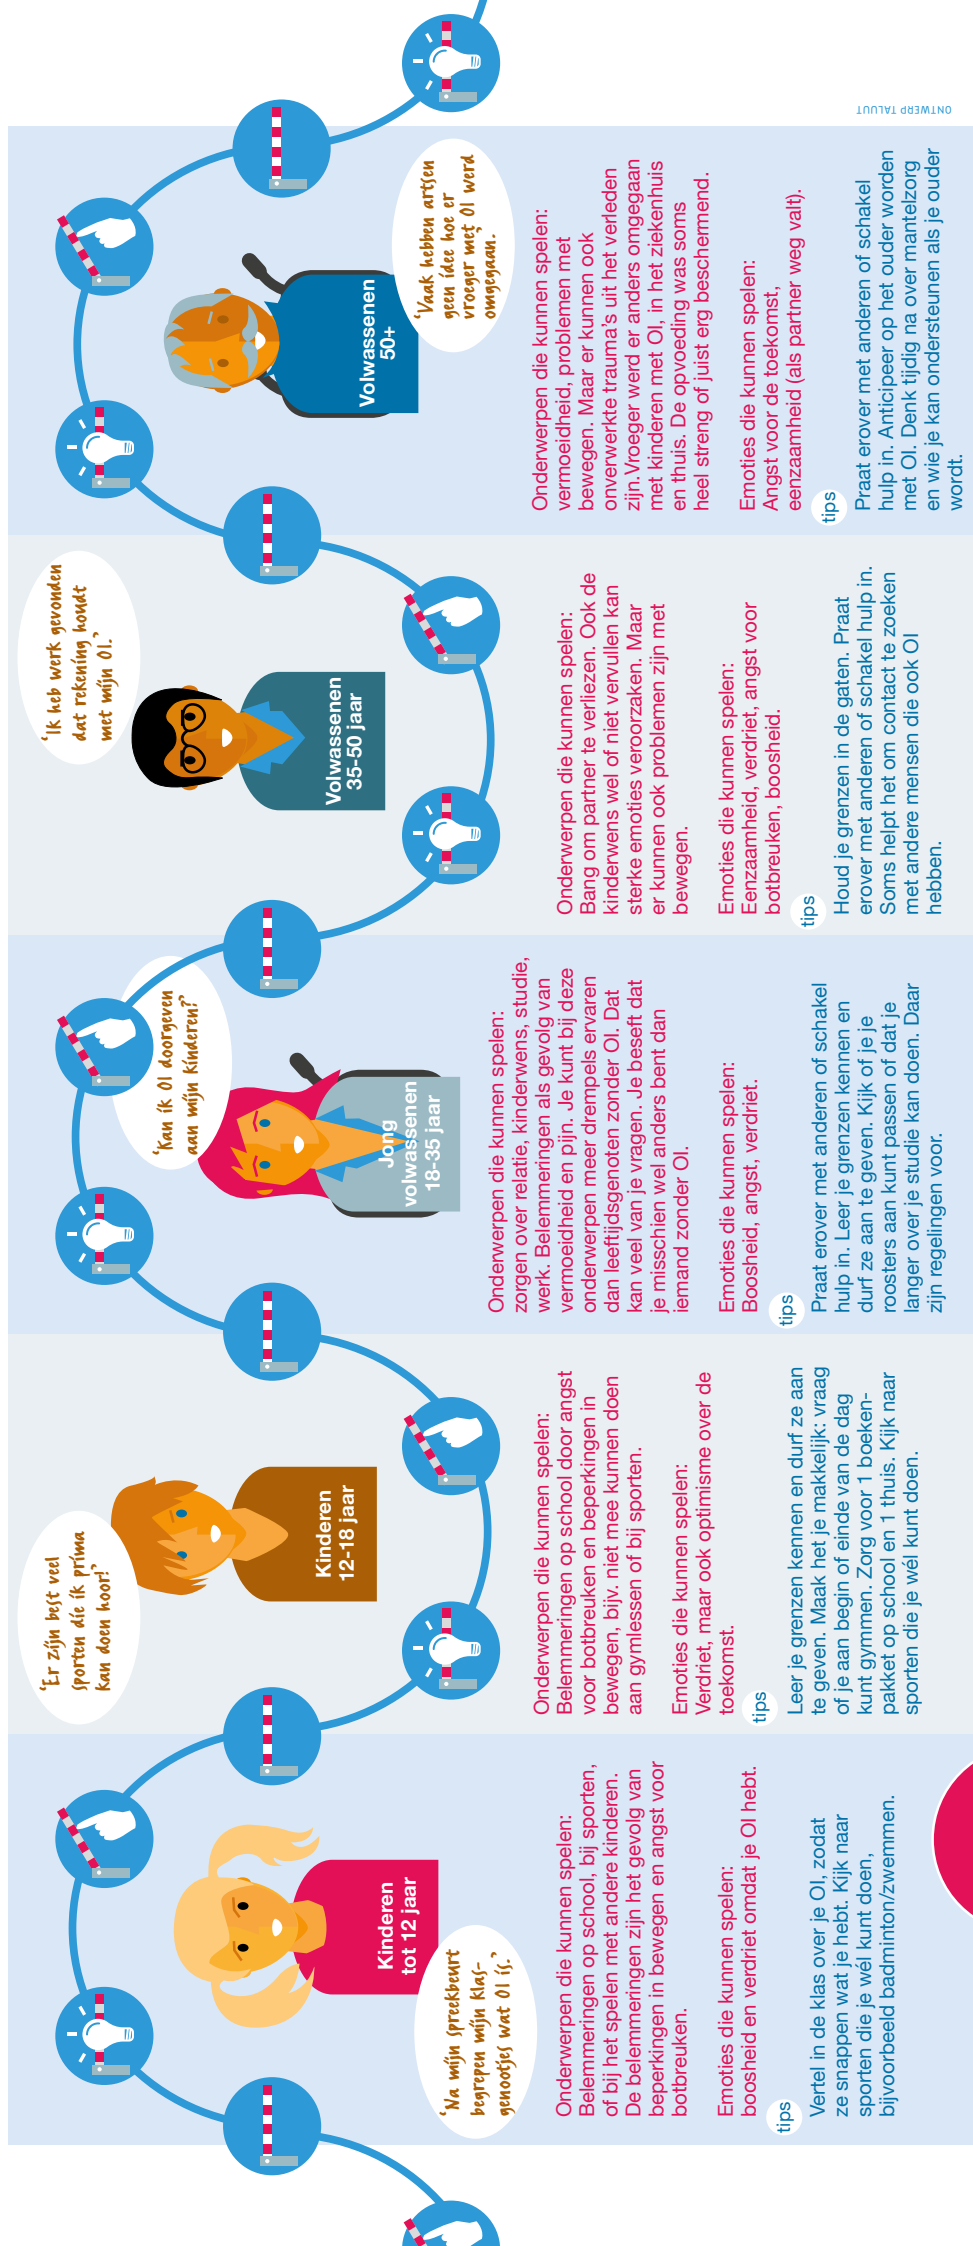 Kinderen
tot 12 jaar
‘Na mijn spreekbeurt
begrepen mijn klas-
genootjes wat OI is.’
Onderwerpen die kunnen spelen:
Belemmeringen op school, bij sporten,
of bij het spelen met andere kinderen.
De belemmeringen zijn het gevolg van
beperkingen in bewegen en angst voor
botbreuken.
Emoties die kunnen spelen:
boosheid en verdriet omdat je OI hebt.
tips
Vertel in de klas over je OI, zodat
ze snappen wat je hebt. Kijk naar
sporten die je wél kunt doen,
bijvoorbeeld badminton/zwemmen.
‘Er zijn best veel
sporten die ik prima
kan doen hoor!’
Kinderen
12-18 jaar
Onderwerpen die kunnen spelen:
Belemmeringen op school door angst
voor botbreuken en beperkingen in
bewegen, bijv. niet mee kunnen doen
aan gymlessen of bij sporten.
Emoties die kunnen spelen:
Verdriet, maar ook optimisme over de
toekomst.
tips
Leer je grenzen kennen en durf ze aan
te geven. Maak het je makkelijk: vraag
of je aan begin of einde van de dag
kunt gymmen. Zorg voor 1 boeken-
pakket op school en 1 thuis. Kijk naar
sporten die je wél kunt doen.
‘Kan ik OI doorgeven
aan mijn kinderen?’
Jong
volwassenen
18-35 jaar
Onderwerpen die kunnen spelen:
zorgen over relatie, kinderwens, studie,
werk. Belemmeringen als gevolg van
vermoeidheid en pijn. Je kunt bij deze
onderwerpen meer drempels ervaren
dan leeftijdsgenoten zonder OI. Dat
kan veel van je vragen. Je beseft dat
je misschien wel anders bent dan
iemand zonder OI.
Emoties die kunnen spelen:
Boosheid, angst, verdriet.
tips
Praat erover met anderen of schakel
hulp in. Leer je grenzen kennen en
durf ze aan te geven. Kijk of je je
roosters aan kunt passen of dat je
langer over je studie kan doen. Daar
zijn regelingen voor.
‘Ik heb werk gevonden
dat rekening houdt
met mijn OI.’
Volwassenen
35-50 jaar
Onderwerpen die kunnen spelen:
Bang om partner te verliezen. Ook de
kinderwens wel of niet vervullen kan
sterke emoties veroorzaken. Maar
er kunnen ook problemen zijn met
bewegen.
Emoties die kunnen spelen:
Eenzaamheid, verdriet, angst voor
botbreuken, boosheid.
tips
Houd je grenzen in de gaten. Praat
erover met anderen of schakel hulp in.
Soms helpt het om contact te zoeken
met andere mensen die ook OI
hebben.
Volwassenen
50+
‘Vaak hebben artsen
geen idee hoe er
vroeger met OI werd
omgegaan.’
Onderwerpen die kunnen spelen:
vermoeidheid, problemen met
bewegen. Maar er kunnen ook
onverwerkte trauma’s uit het verleden
zijn. Vroeger werd er anders omgegaan
met kinderen met OI, in het ziekenhuis
en thuis. De opvoeding was soms
heel streng of juist erg beschermend.
Emoties die kunnen spelen:
Angst voor de toekomst,
eenzaamheid (als partner weg valt).
tips
Praat erover met anderen of schakel
hulp in. Anticipeer op het ouder worden
met OI. Denk tijdig na over mantelzorg
en wie je kan ondersteunen als je ouder
wordt.
ONTWERP TALUUT